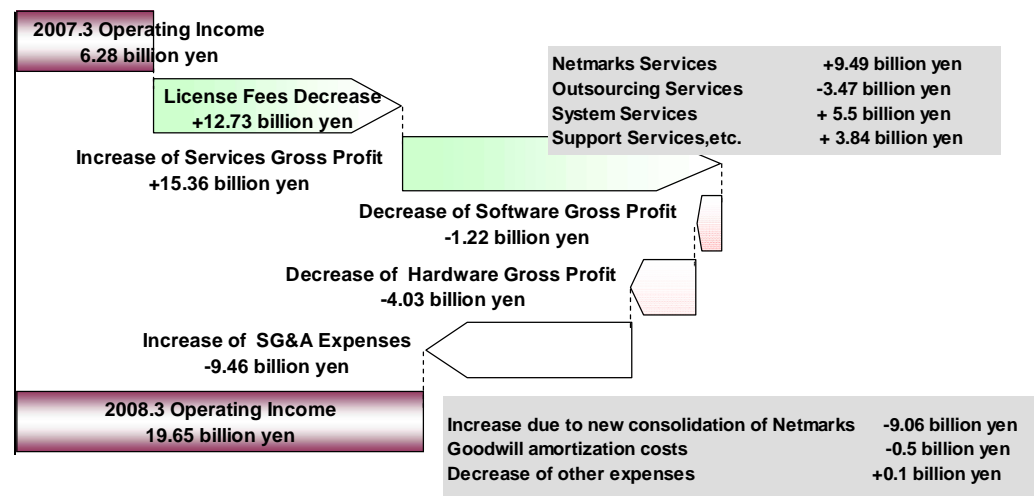 2007.3 Operating Income
6.28 billion yen
Netmarks Services +9.49 billion yen
Outsourcing Services -3.47 billion yen
System Services + 5.5 billion yen
Support Services,etc. + 3.84 billion yen
License Fees Decrease
+12.73 billion yen
Increase of Services Gross Profit
+15.36 billion yen
Decrease of Software Gross Profit
-1.22 billion yen
Decrease of Hardware Gross Profit
-4.03 billion yen
Increase of SG&A Expenses
-9.46 billion yen
2008.3 Operating Income
19.65 billion yen
Increase due to new consolidation of Netmarks -9.06 billion yen
Goodwill amortization costs -0.5 billion yen
Decrease of other expenses +0.1 billion yen